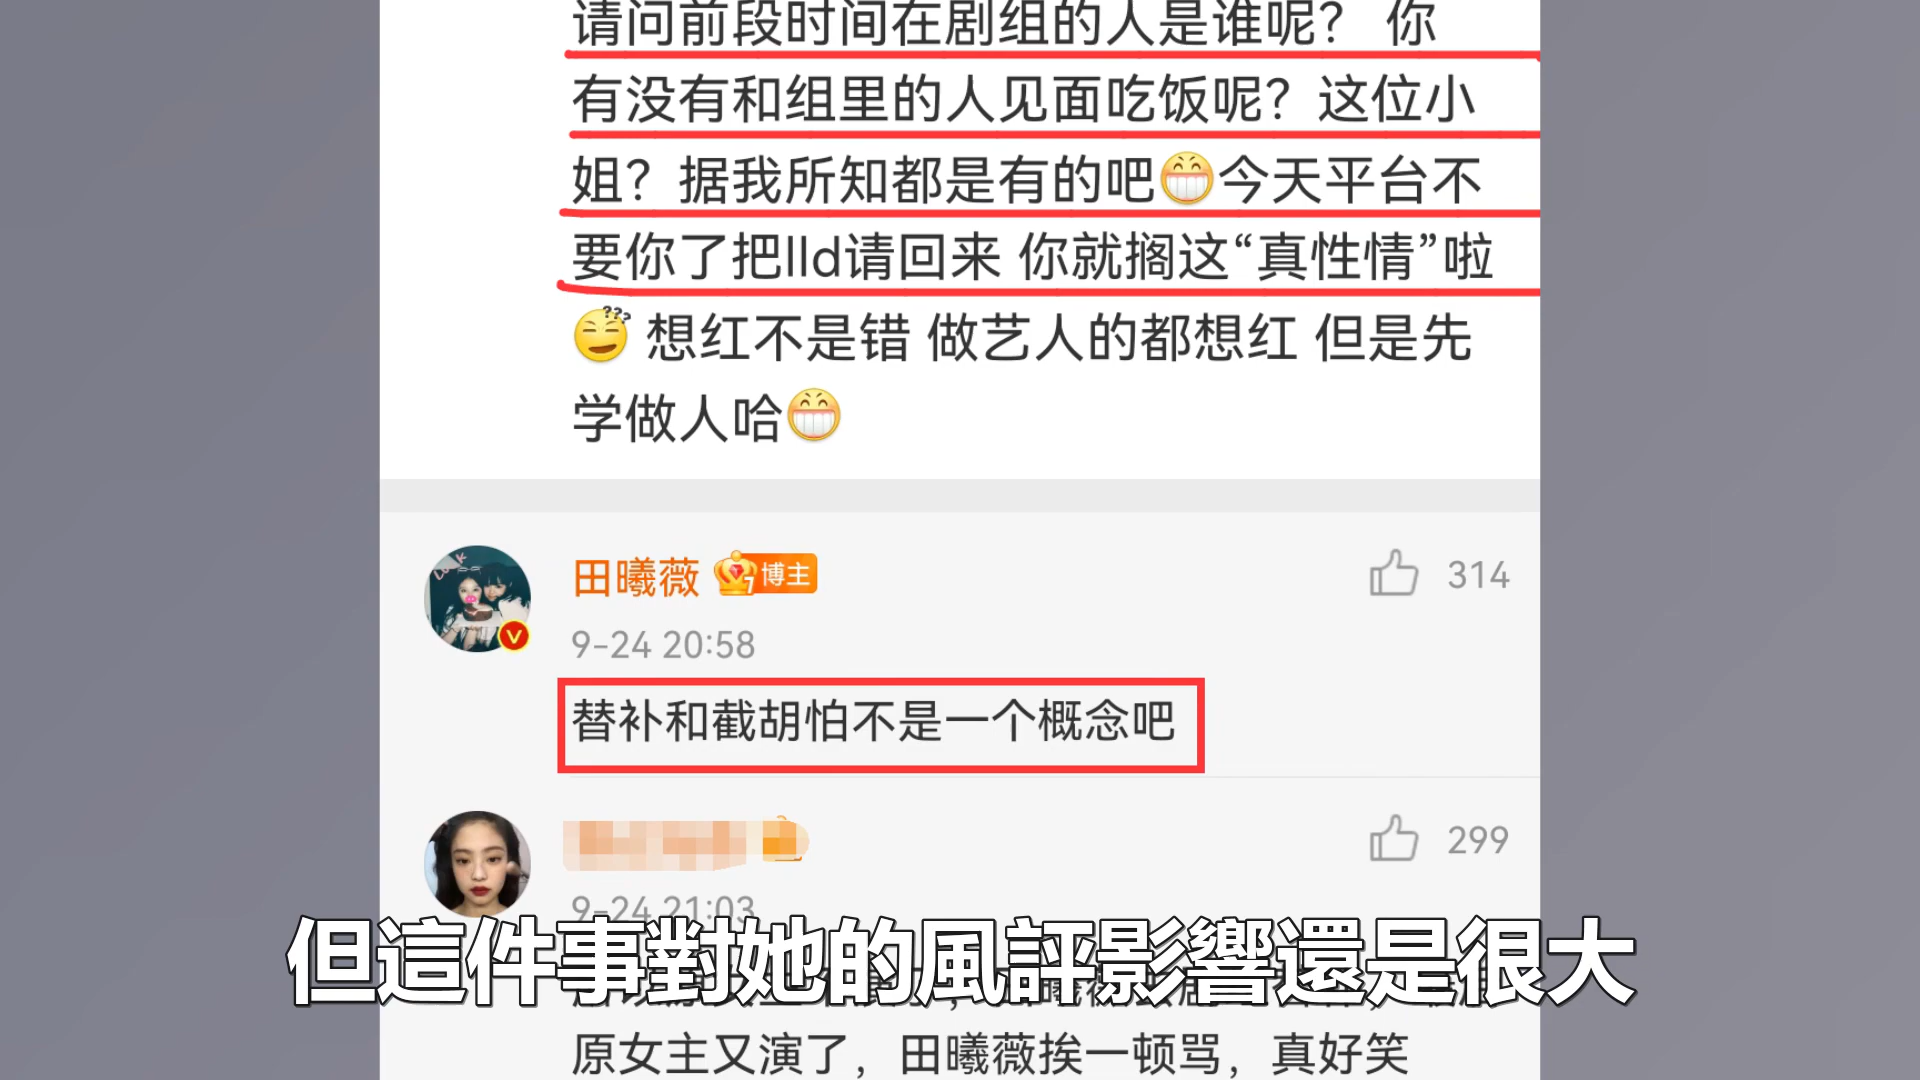 请问前段时间在剧组的人是谁呢？ 你
有没有和组里的人见面吃饭呢？这位小
姐？据我所知都是有的吧😁今天平台不
要你了把lld请回来 你就搁这“真性情”啦
想红不是错 做艺人的都想红 但是先
学做人哈😁
田曦薇 7 博主
314
9-24 20:58
替补和截胡怕不是一个概念吧
299
9-24 21:03
但這件事對她的風評影響還是很大
原女主又演了，田曦薇挨一顿骂，真好笑